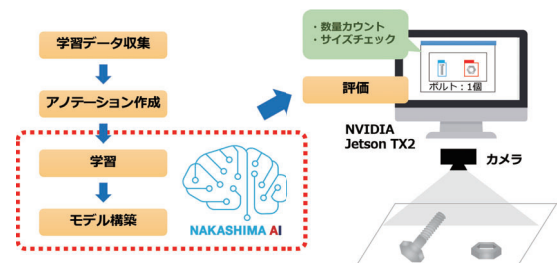 学習データ収集
アノテーション作成
学習
モデル構築
NAKASHIMA AI
評価
・数量カウント
・サイズチェック
ボルト：1個
NVIDIA
Jetson TX2
カメラ